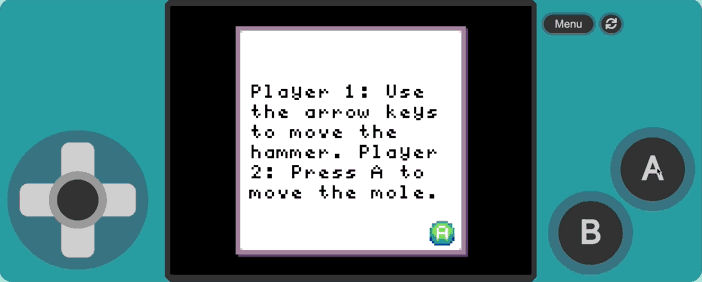 Menu
Player 1: Use
the arrow keys
to move the
hammer. Player
2: Press A to
move the mole.
A
A
B